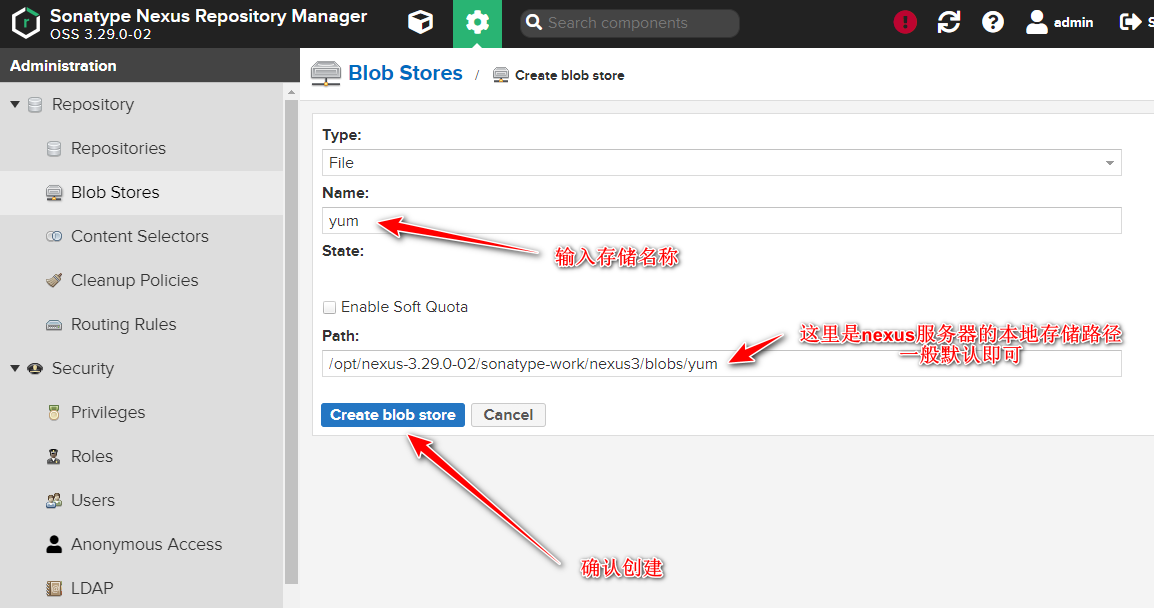 Sonatype Nexus Repository Manager
OSS 3.29.0-02
Search components
admin
S
Administration
Blob Stores / Create blob store
Repository
Repositories
Blob Stores
Content Selectors
Cleanup Policies
Routing Rules
Security
Privileges
Roles
Users
Anonymous Access
LDAP
Type:
File
Name:
yum
输入存储名称
State:
Enable Soft Quota
Path:
这里是nexus服务器的本地存储路径
一般默认即可
/opt/nexus-3.29.0-02/sonatype-work/nexus3/blobs/yum
Create blob store
Cancel
确认创建